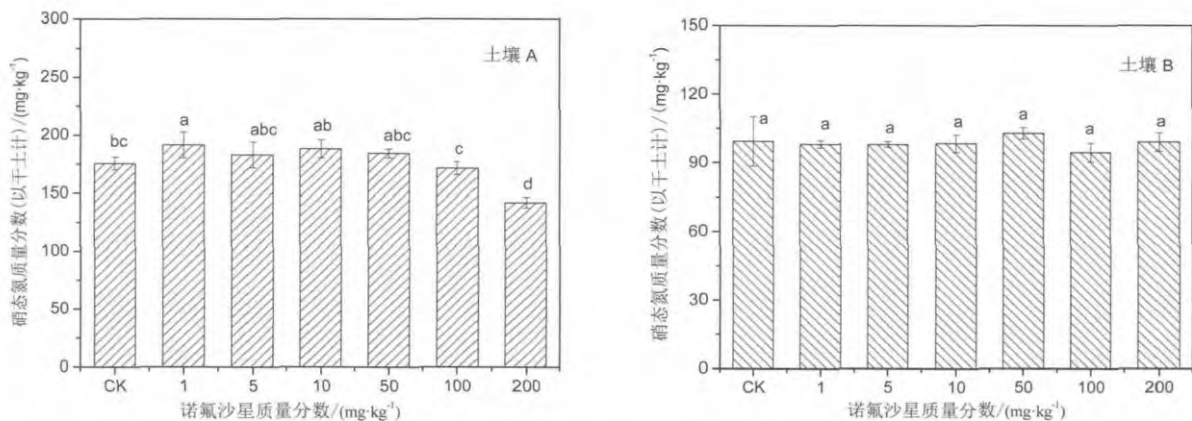 300
250
200
150
100
50
0
硝态氮质量分数(以干土计)/(mg·kg⁻¹)
土壤 A
bc
a
abc
ab
abc
c
d
CK 1 5 10 50 100 200
诺氟沙星质量分数/(mg·kg⁻¹)
150
120
90
60
30
0
硝态氮质量分数(以干土计)/(mg·kg⁻¹)
土壤 B
a
a
a
a
a
a
a
CK 1 5 10 50 100 200
诺氟沙星质量分数/(mg·kg⁻¹)